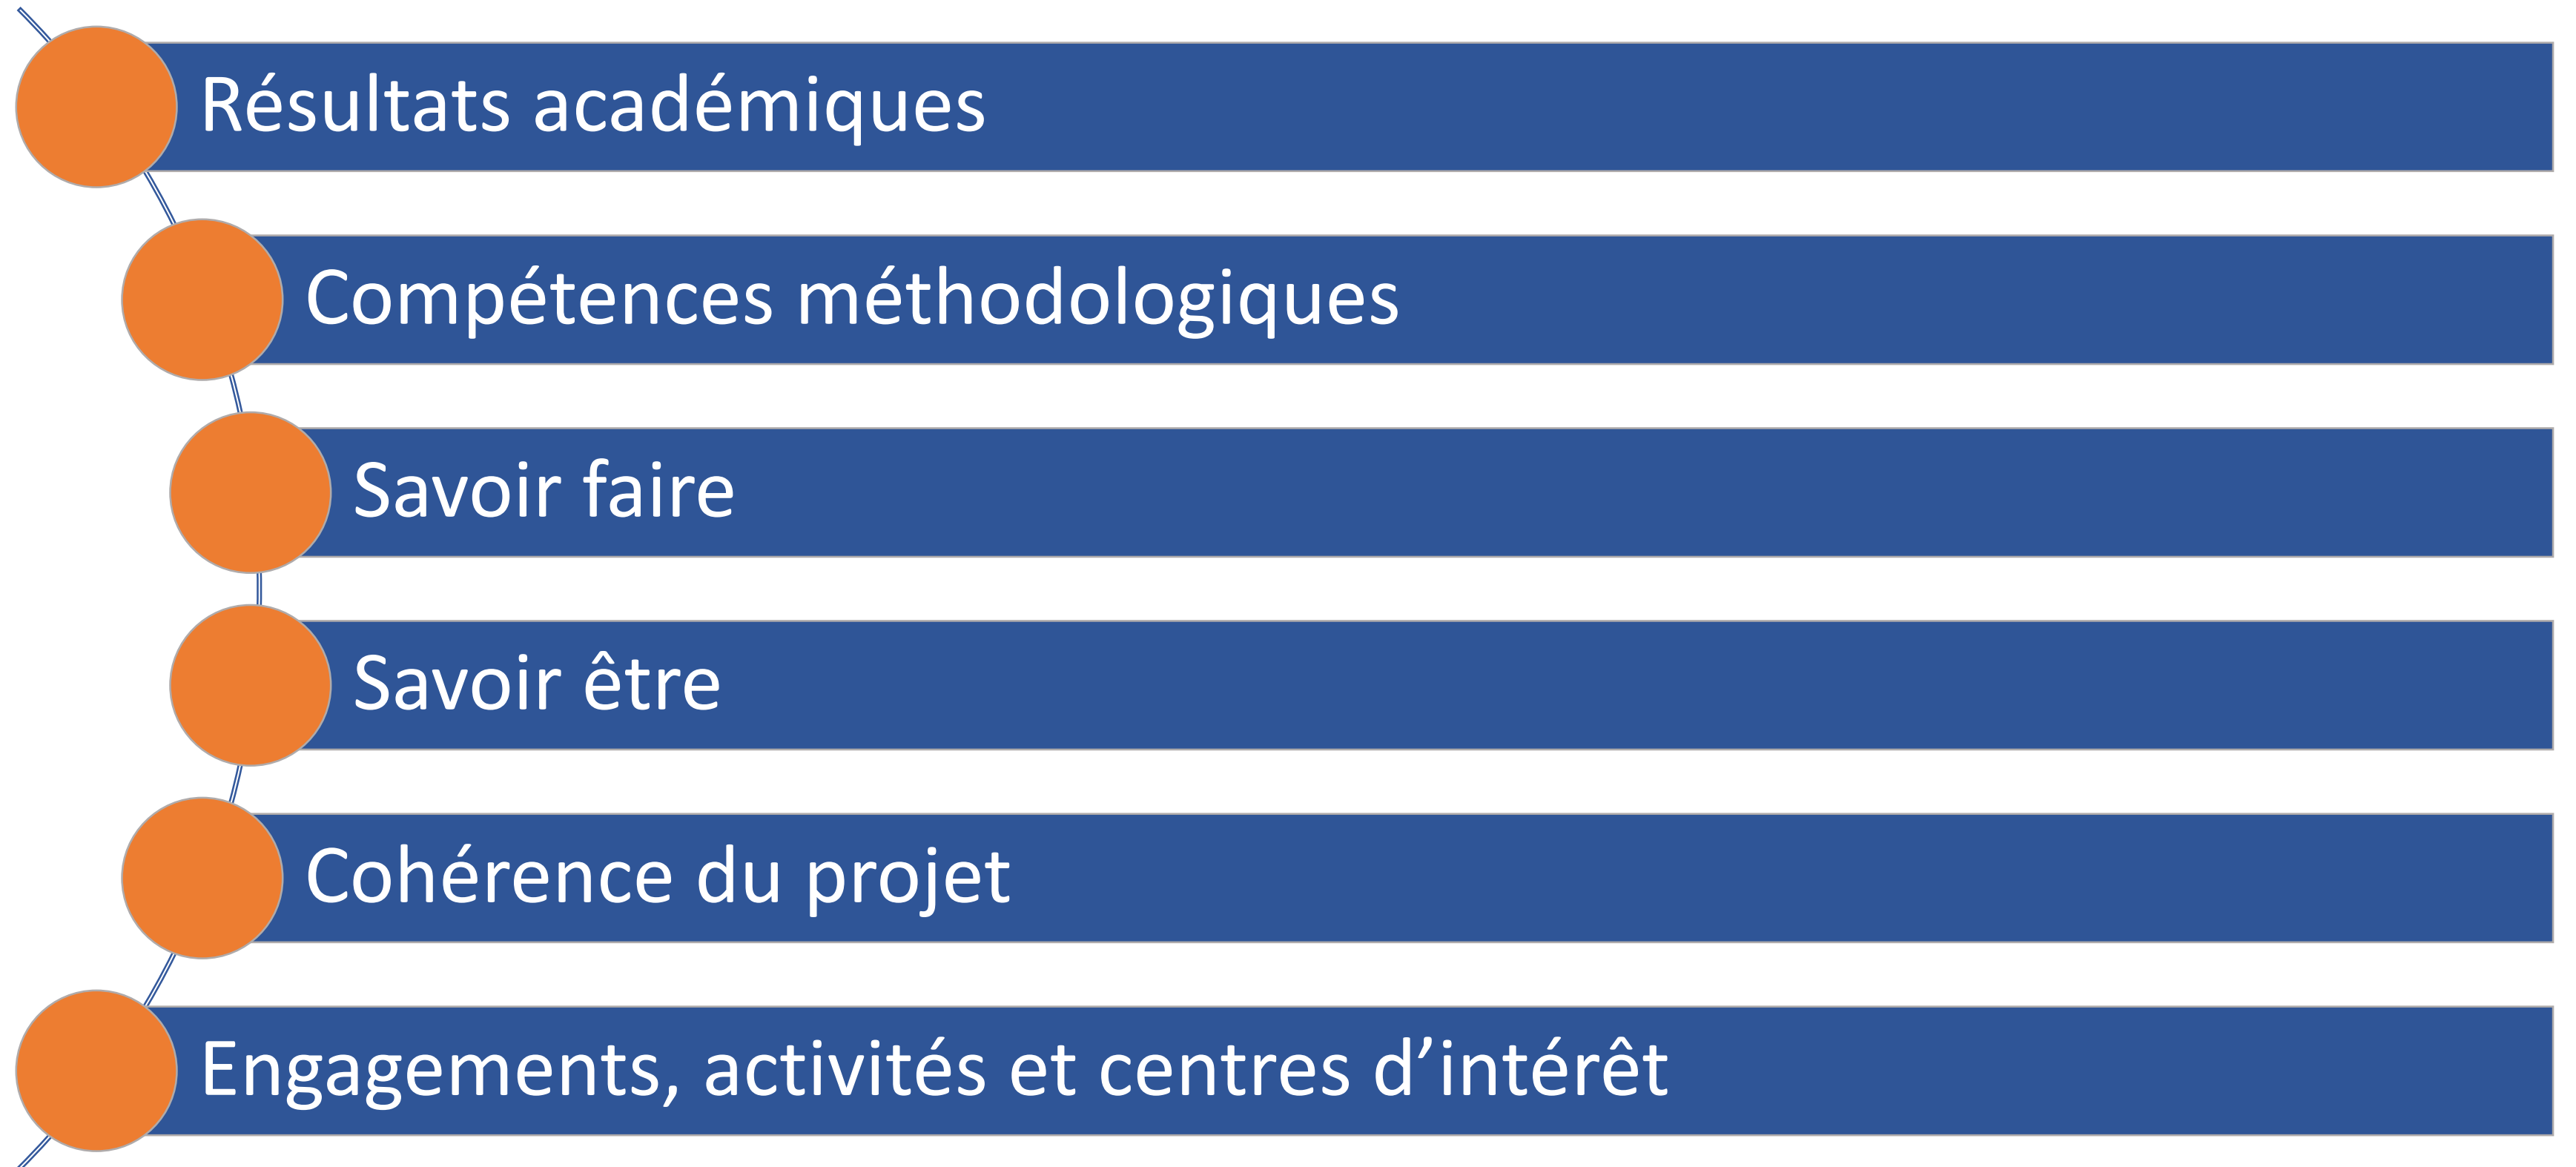 Résultats académiques
Compétences méthodologiques
Savoir faire
Savoir être
Cohérence du projet
Engagements, activités et centres d’intérêt